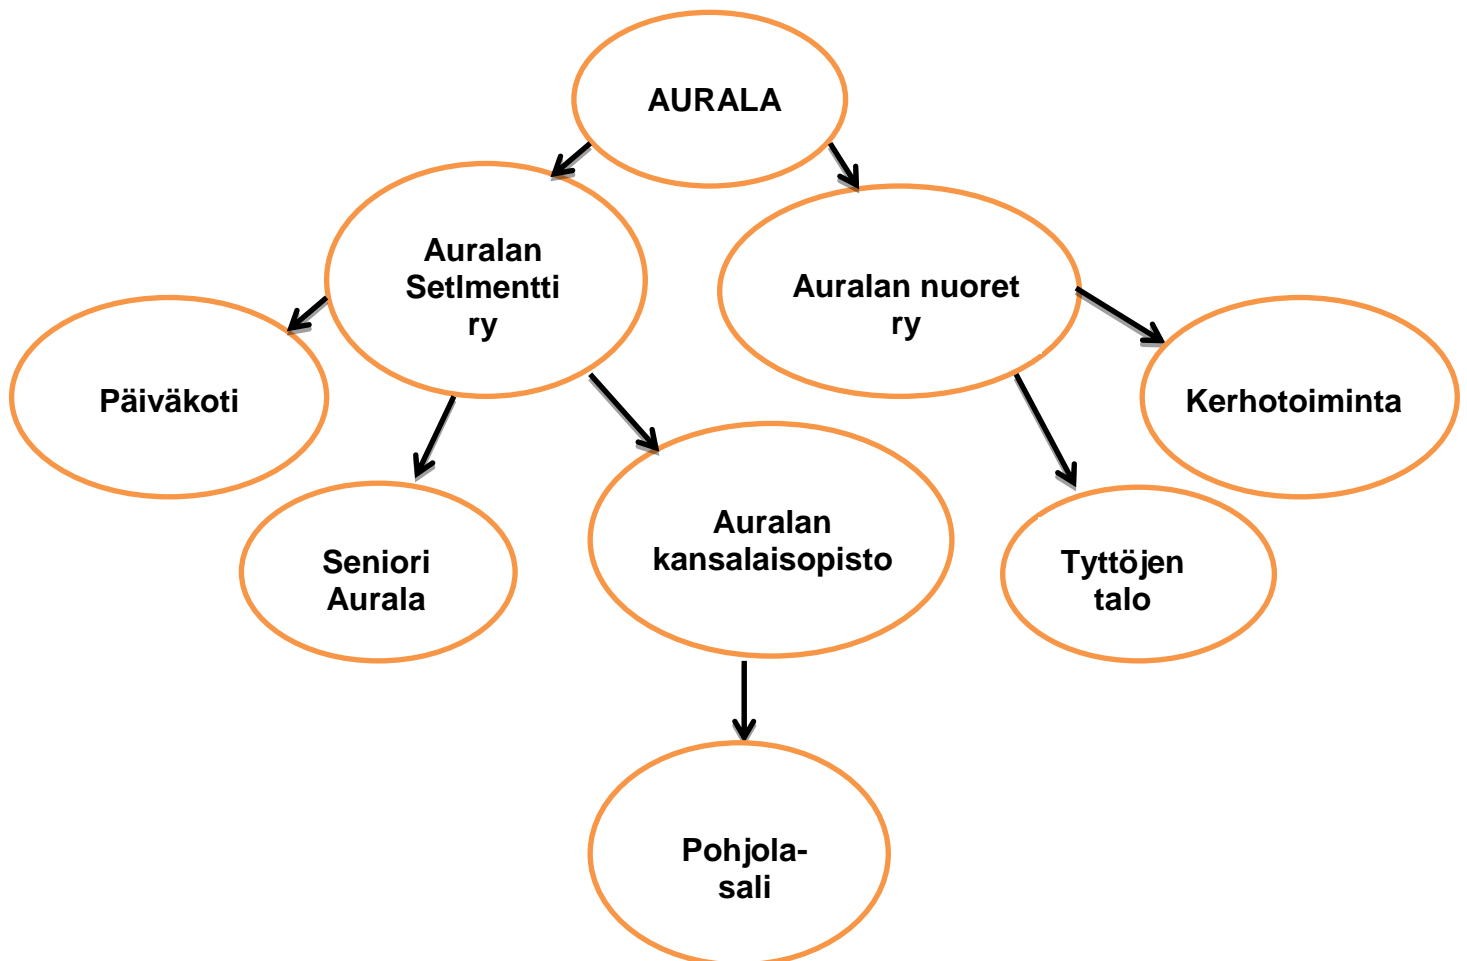 AURALA
Auralan
Setlmentti
ry
Auralan nuoret
ry
Päiväkoti
Kerhotoiminta
Auralan
kansalaisopisto
Seniori
Aurala
Tyttöjen
talo
Pohjola-
sali